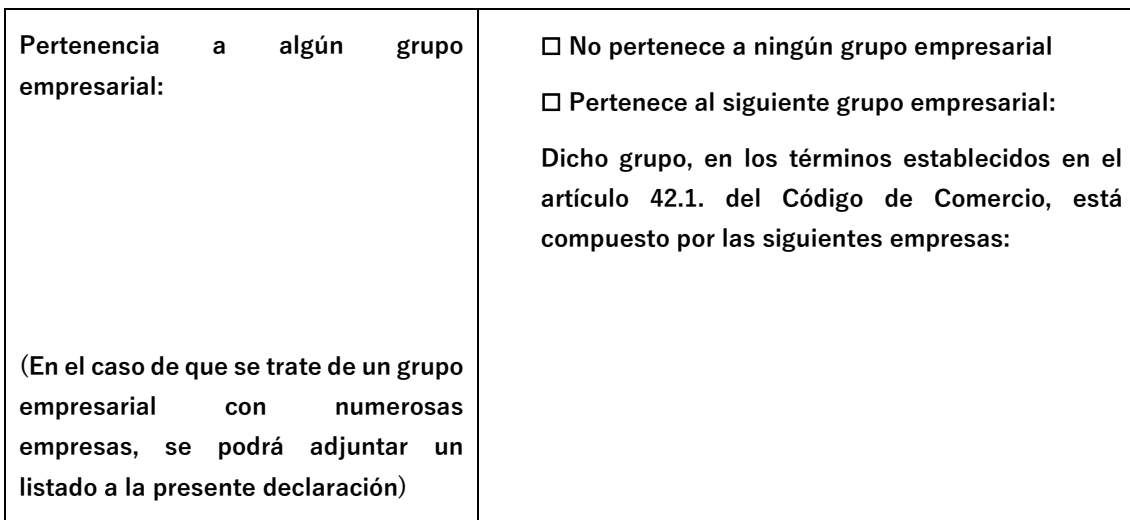 Pertenencia a algún grupo
empresarial:
(En el caso de que se trate de un grupo
empresarial con numerosas
empresas, se podrá adjuntar un
listado a la presente declaración)
☐ No pertenece a ningún grupo empresarial
☐ Pertenece al siguiente grupo empresarial:
Dicho grupo, en los términos establecidos en el
artículo 42.1. del Código de Comercio, está
compuesto por las siguientes empresas: